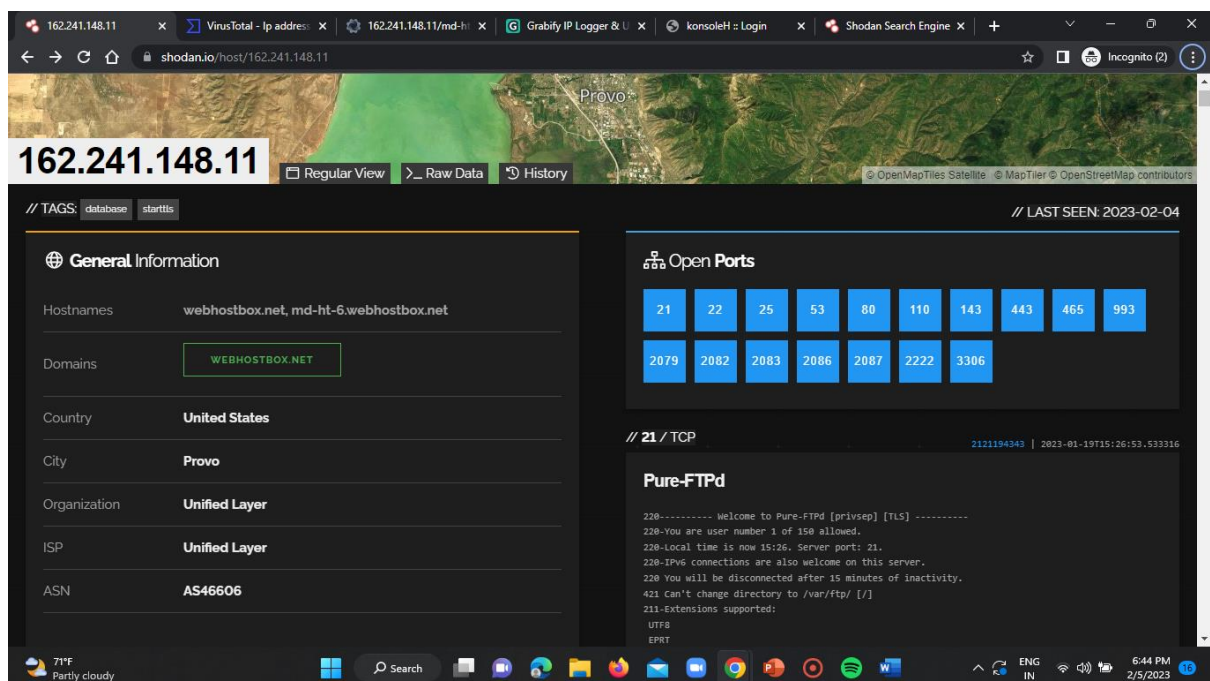 162.241.148.11
VirusTotal - Ip address
162.241.148.11/md-ht
Grabify IP Logger & U
konsoleH :: Login
Shodan Search Engine
shodan.io/host/162.241.148.11
Incognito (2)
Provo
162.241.148.11
Regular View
>_ Raw Data
History
© OpenMapTiles Satellite © MapTiler © OpenStreetMap contributors
// TAGS: database starttls
// LAST SEEN: 2023-02-04
General Information
Hostnames webhostbox.net, md-ht-6.webhostbox.net
Domains WEBHOSTBOX.NET
Country United States
City Provo
Organization Unified Layer
ISP Unified Layer
ASN AS46606
Open Ports
21 22 25 53 80 110 143 443 465 993
2079 2082 2083 2086 2087 2222 3306
// 21 / TCP
2121194343 | 2023-01-19T15:26:53.533316
Pure-FTPd
220---------- Welcome to Pure-FTPd [privsep] [TLS] ----------
220-You are user number 1 of 150 allowed.
220-Local time is now 15:26. Server port: 21.
220-IPv6 connections are also welcome on this server.
220 You will be disconnected after 15 minutes of inactivity.
421 Can't change directory to /var/ftp/ [/]
211-Extensions supported:
UTF8
EPRT
71°F
Partly cloudy
Search
ENG
IN
6:44 PM
2/5/2023
16